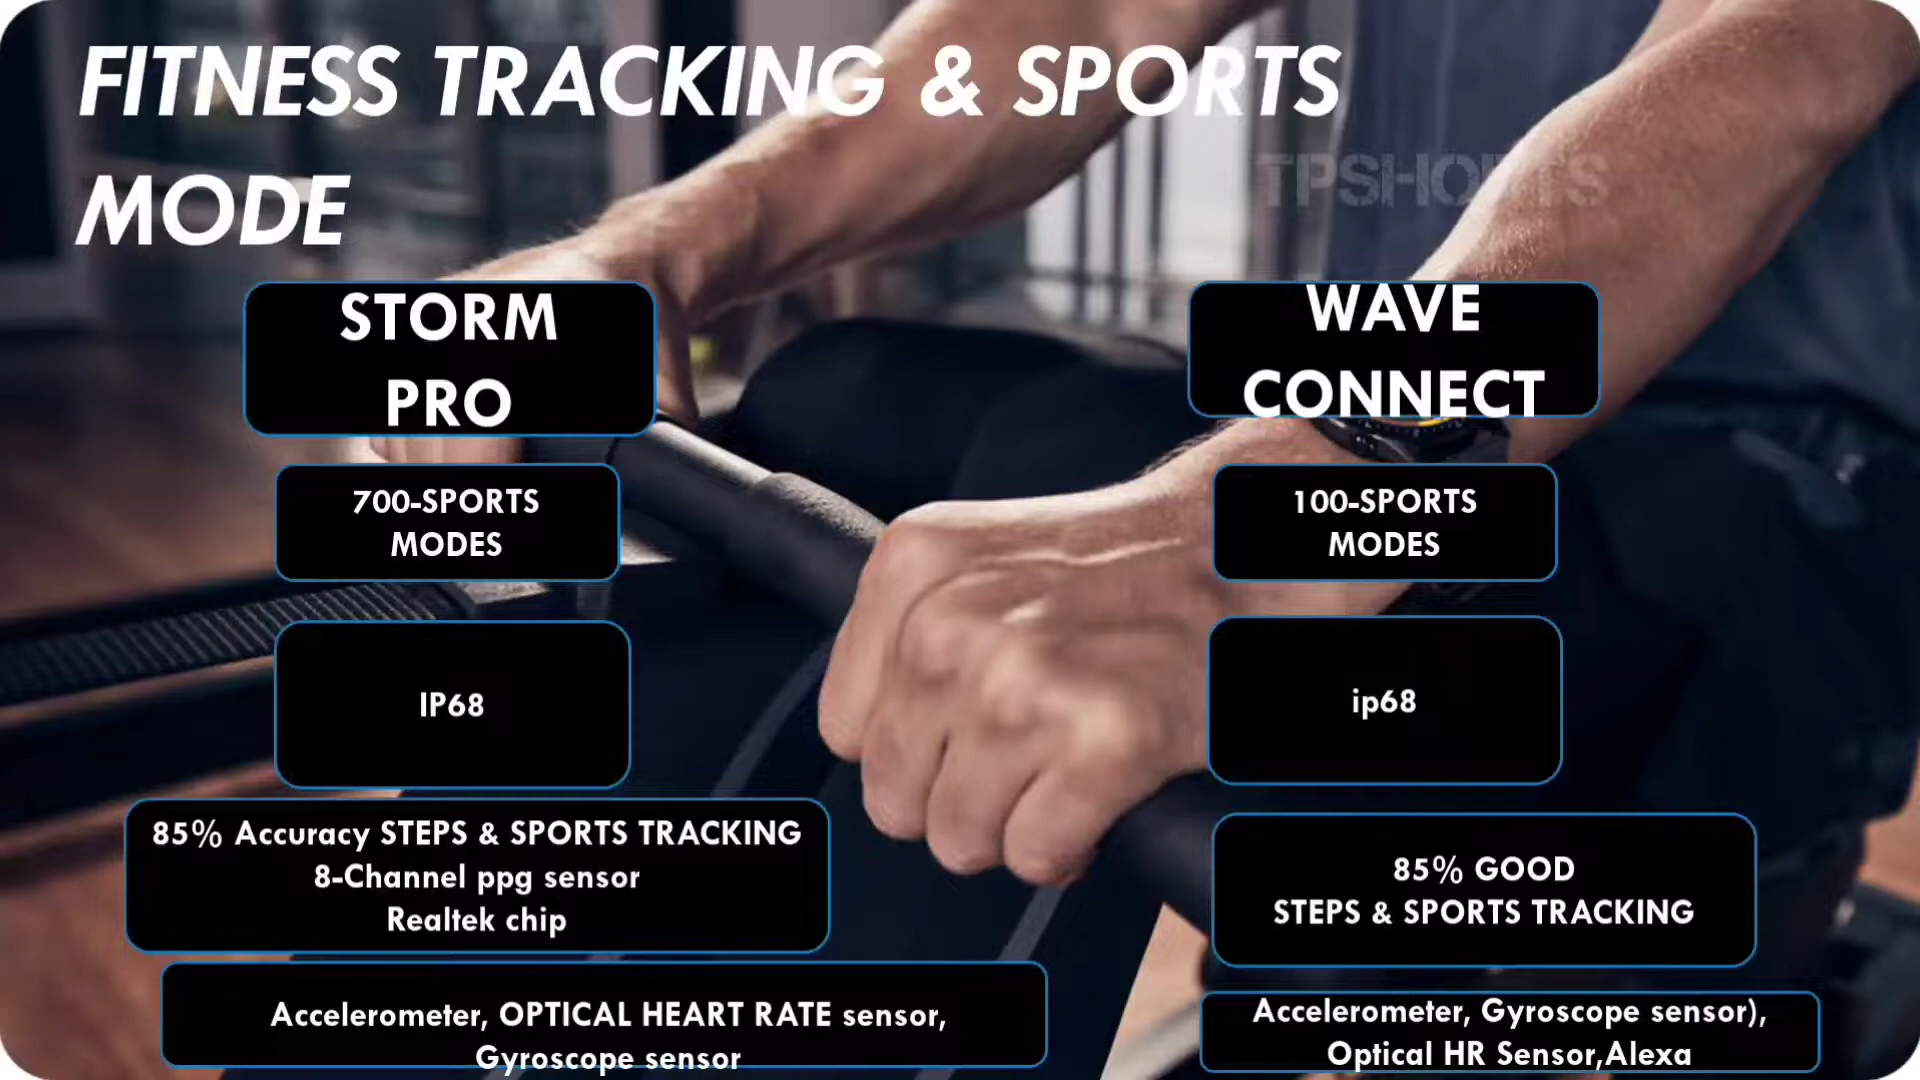 FITNESS TRACKING & SPORTS
MODE
TPSHORTS
STORM
PRO
700-SPORTS
MODES
IP68
85% Accuracy STEPS & SPORTS TRACKING
8-Channel ppg sensor
Realtek chip
Accelerometer, OPTICAL HEART RATE sensor,
Gyroscope sensor
WAVE
CONNECT
100-SPORTS
MODES
ip68
85% GOOD
STEPS & SPORTS TRACKING
Accelerometer, Gyroscope sensor),
Optical HR Sensor,Alexa